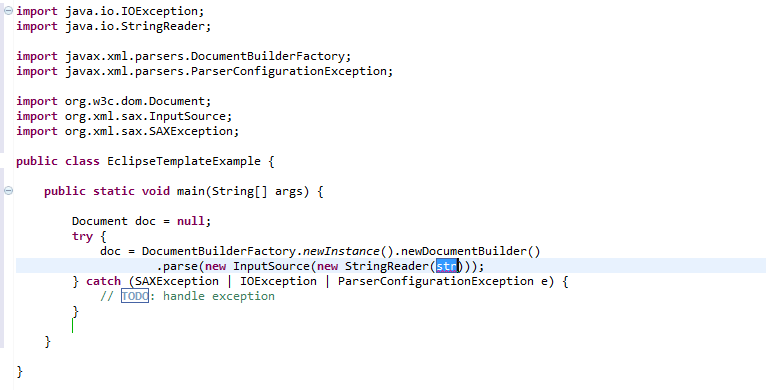 import java.io.IOException;
import java.io.StringReader;
import javax.xml.parsers.DocumentBuilderFactory;
import javax.xml.parsers.ParserConfigurationException;
import org.w3c.dom.Document;
import org.xml.sax.InputSource;
import org.xml.sax.SAXException;
public class EclipseTemplateExample {
public static void main(String[] args) {
Document doc = null;
try {
doc = DocumentBuilderFactory.newInstance().newDocumentBuilder()
.parse(new InputSource(new StringReader(str)));
} catch (SAXException | IOException | ParserConfigurationException e) {
// TODO: handle exception
}
}
}